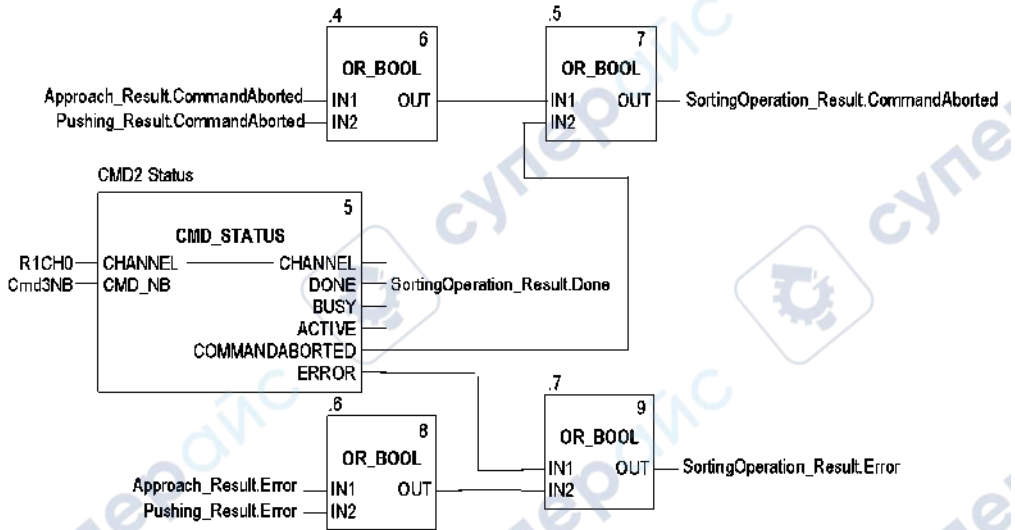 .4
.5
6
7
OR_BOOL
OR_BOOL
Approach_Result.CommandAborted
IN1
OUT
IN1
OUT
SortingOperation_Result.CommandAborted
Pushing_Result.CommandAborted
IN2
IN2
CMD2 Status
5
CMD_STATUS
R1CH0
CHANNEL
CHANNEL
Cmd3NB
CMD_NB
DONE
SortingOperation_Result.Done
BUSY
ACTIVE
COMMANDABORTED
ERROR
.6
.7
8
9
OR_BOOL
OR_BOOL
Approach_Result.Error
IN1
OUT
IN1
OUT
SortingOperation_Result.Error
Pushing_Result.Error
IN2
IN2
суперайс